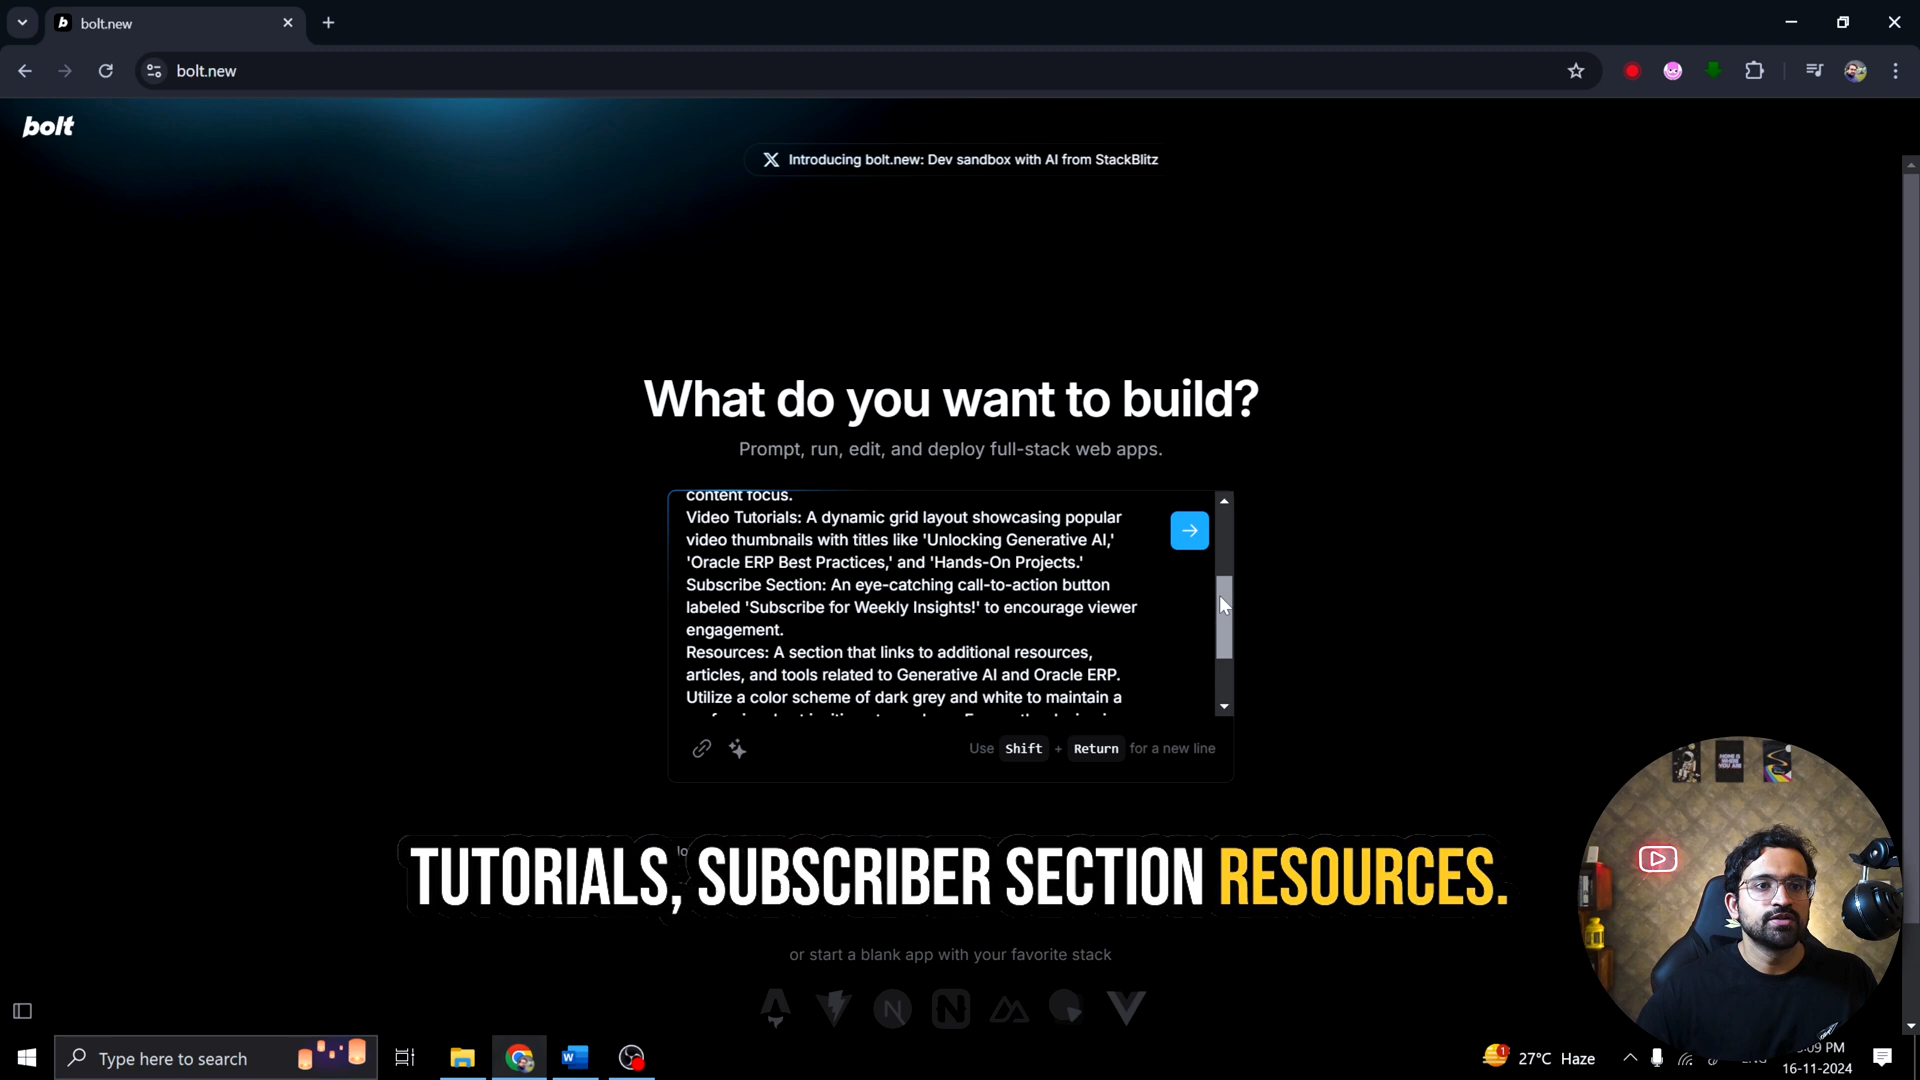 bolt.new
bolt.new
bolt
Introducing bolt.new: Dev sandbox with AI from StackBlitz
What do you want to build?
Prompt, run, edit, and deploy full-stack web apps.
content focus.
Video Tutorials: A dynamic grid layout showcasing popular
video thumbnails with titles like 'Unlocking Generative AI,'
'Oracle ERP Best Practices,' and 'Hands-On Projects.'
Subscribe Section: An eye-catching call-to-action button
labeled 'Subscribe for Weekly Insights!' to encourage viewer
engagement.
Resources: A section that links to additional resources,
articles, and tools related to Generative AI and Oracle ERP.
Utilize a color scheme of dark grey and white to maintain a
Use Shift + Return for a new line
TUTORIALS, SUBSCRIBER SECTION RESOURCES.
or start a blank app with your favorite stack
Type here to search
27°C Haze
PM
16-11-2024